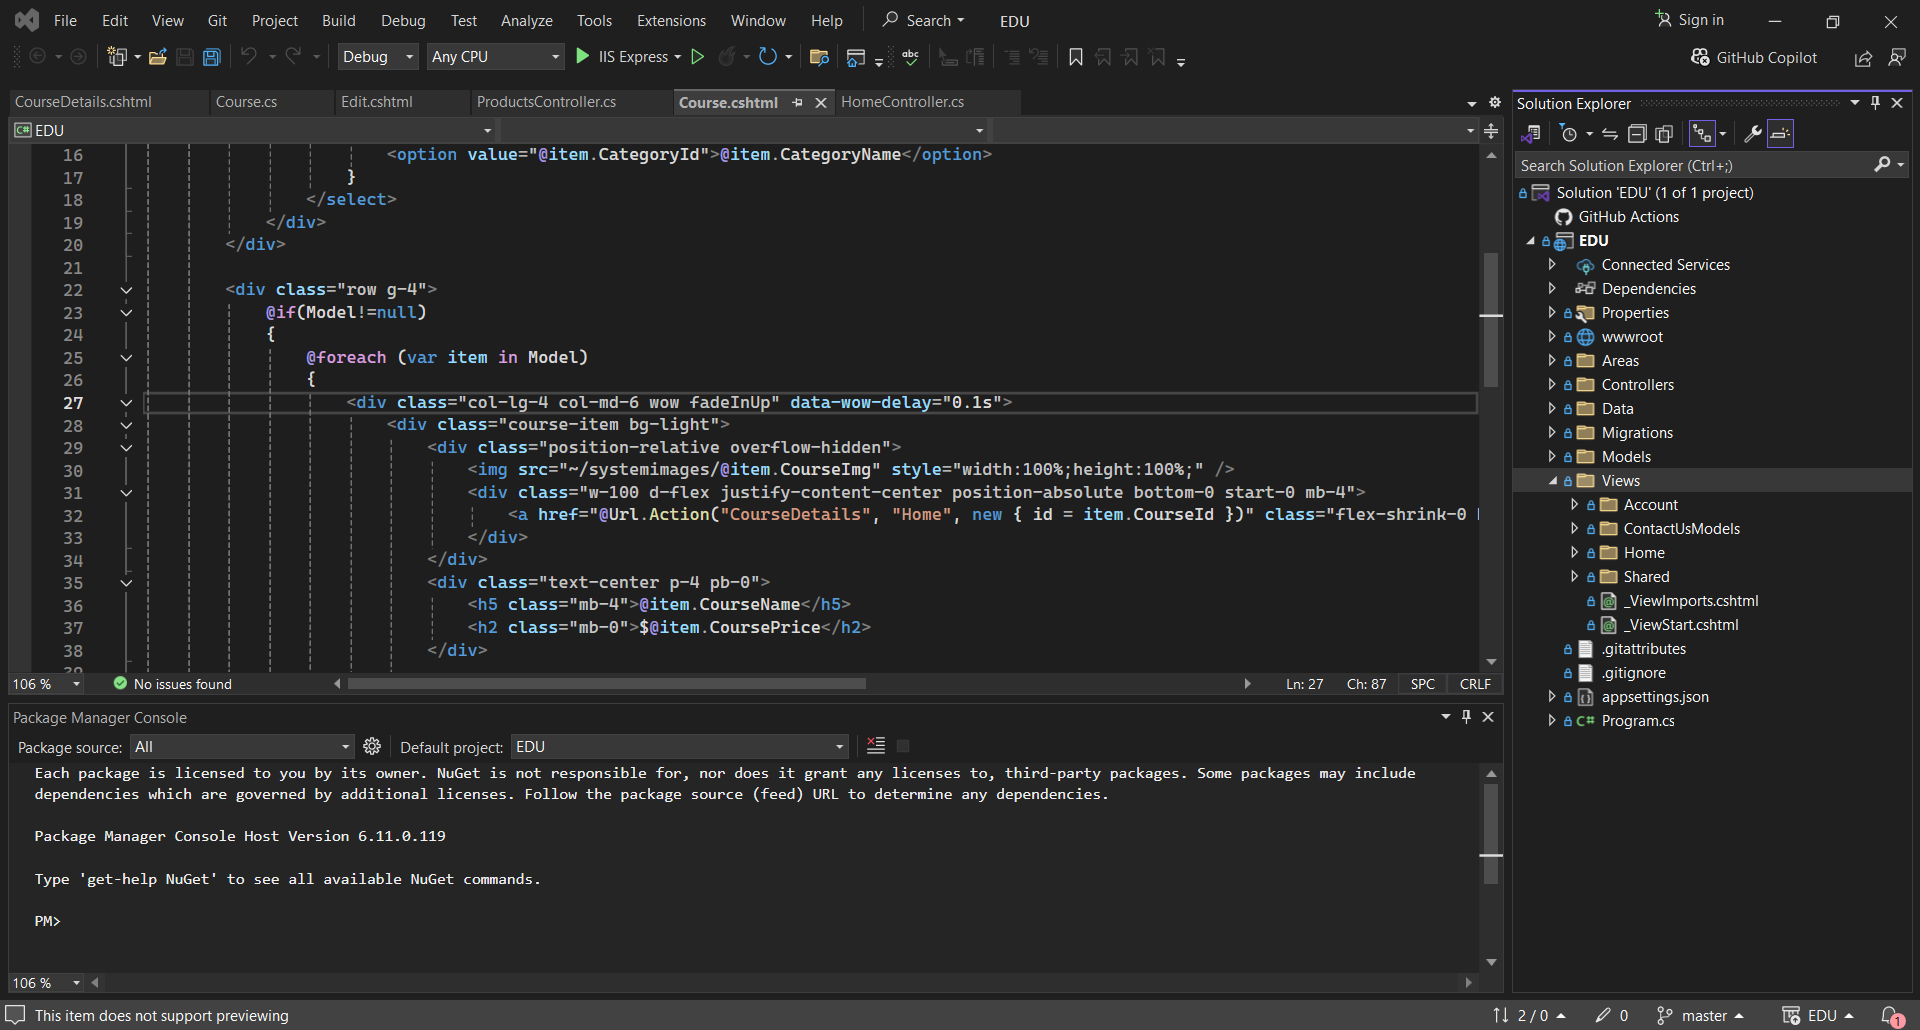 File Edit View Git Project Build Debug Test Analyze Tools Extensions Window Help Search EDU Sign in
Debug Any CPU IIS Express abc GitHub Copilot
CourseDetails.cshtml Course.cs Edit.cshtml ProductsController.cs Course.cshtml HomeController.cs
C# EDU
16 <option value="@item.CategoryId">@item.CategoryName</option>
17 }
18 </select>
19 </div>
20 </div>
21
22 <div class="row g-4">
23 @if(Model!=null)
24 {
25 @foreach (var item in Model)
26 {
27 <div class="col-lg-4 col-md-6 wow fadeInUp" data-wow-delay="0.1s">
28 <div class="course-item bg-light">
29 <div class="position-relative overflow-hidden">
30 <img src="~/systemimages/@item.CourseImg" style="width:100%;height:100%;" />
31 <div class="w-100 d-flex justify-content-center position-absolute bottom-0 start-0 mb-4">
32 <a href="@Url.Action("CourseDetails", "Home", new { id = item.CourseId })" class="flex-shrink-0
33 </div>
34 </div>
35 <div class="text-center p-4 pb-0">
36 <h5 class="mb-4">@item.CourseName</h5>
37 <h2 class="mb-0">$@item.CoursePrice</h2>
38 </div>
39
106 % No issues found Ln: 27 Ch: 87 SPC CRLF
Package Manager Console
Package source: All Default project: EDU
Each package is licensed to you by its owner. NuGet is not responsible for, nor does it grant any licenses to, third-party packages. Some packages may include
dependencies which are governed by additional licenses. Follow the package source (feed) URL to determine any dependencies.
Package Manager Console Host Version 6.11.0.119
Type 'get-help NuGet' to see all available NuGet commands.
PM>
106 %
Solution Explorer
Search Solution Explorer (Ctrl+;)
Solution 'EDU' (1 of 1 project)
GitHub Actions
EDU
Connected Services
Dependencies
Properties
wwwroot
Areas
Controllers
Data
Migrations
Models
Views
Account
ContactUsModels
Home
Shared
_ViewImports.cshtml
_ViewStart.cshtml
.gitattributes
.gitignore
appsettings.json
C# Program.cs
This item does not support previewing 2 / 0 0 master EDU 1